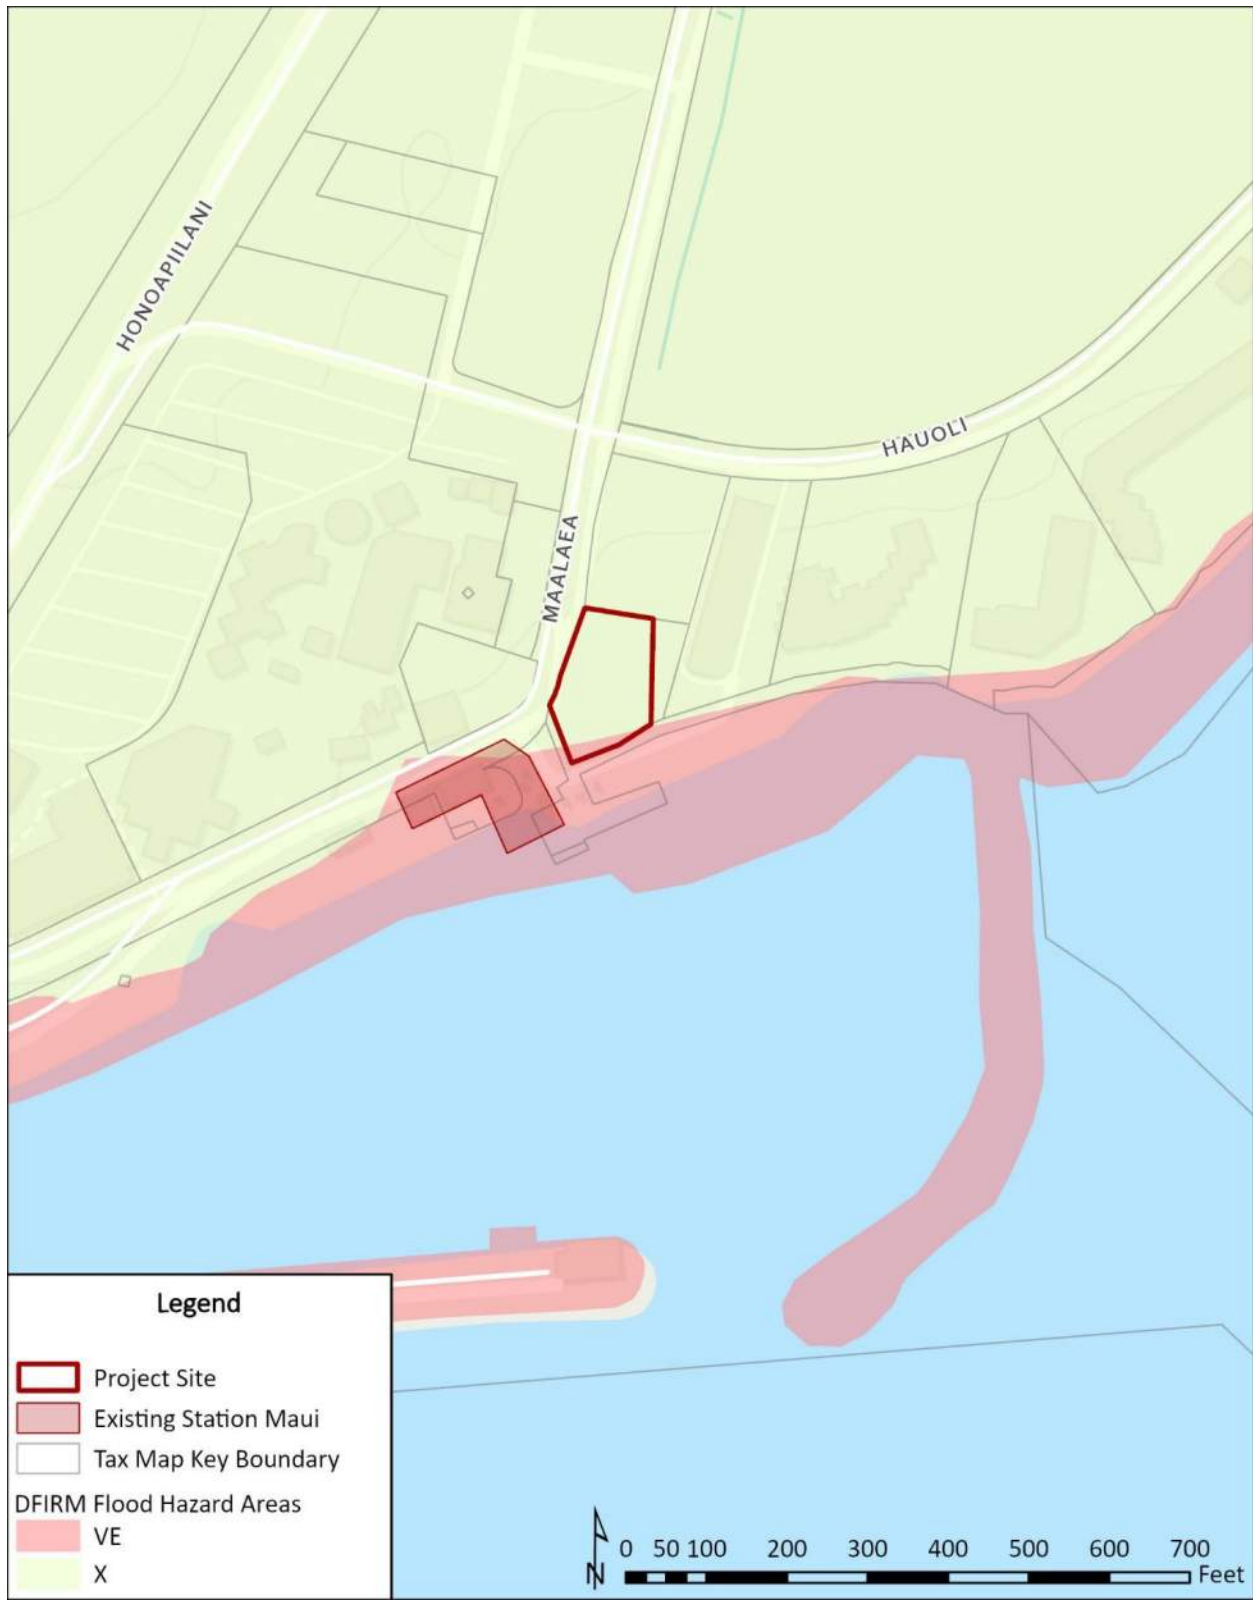 HONOAPIILANI
HAUOLI
MAALAEA
Legend
Project Site
Existing Station Maui
Tax Map Key Boundary
DFIRM Flood Hazard Areas
VE
X
N
0 50 100 200 300 400 500 600 700
Feet